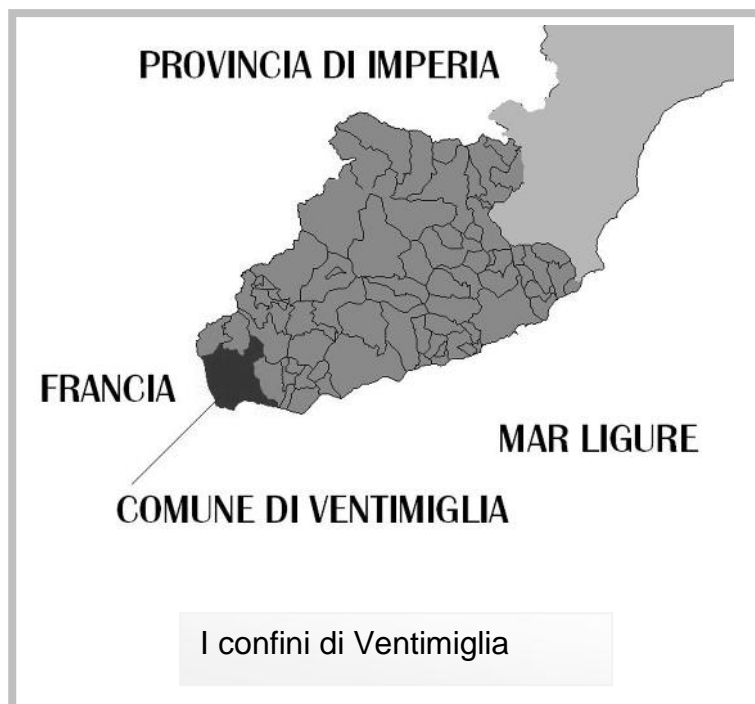 PROVINCIA DI IMPERIA
FRANCIA
MAR LIGURE
COMUNE DI VENTIMIGLIA
I confini di Ventimiglia